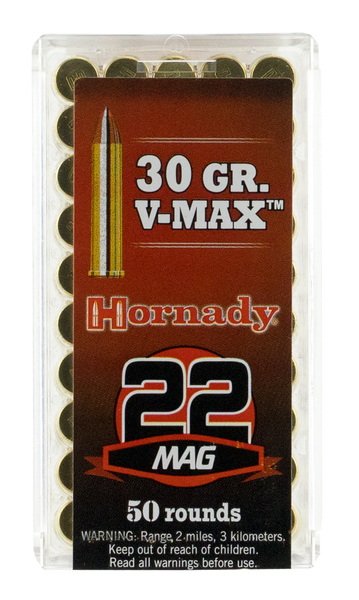 30 GR.
V-MAX™
Hornady
22
MAG
50 rounds
WARNING: Range 2 miles, 3 kilometers.
Keep out of reach of children.
Read all warnings before use.